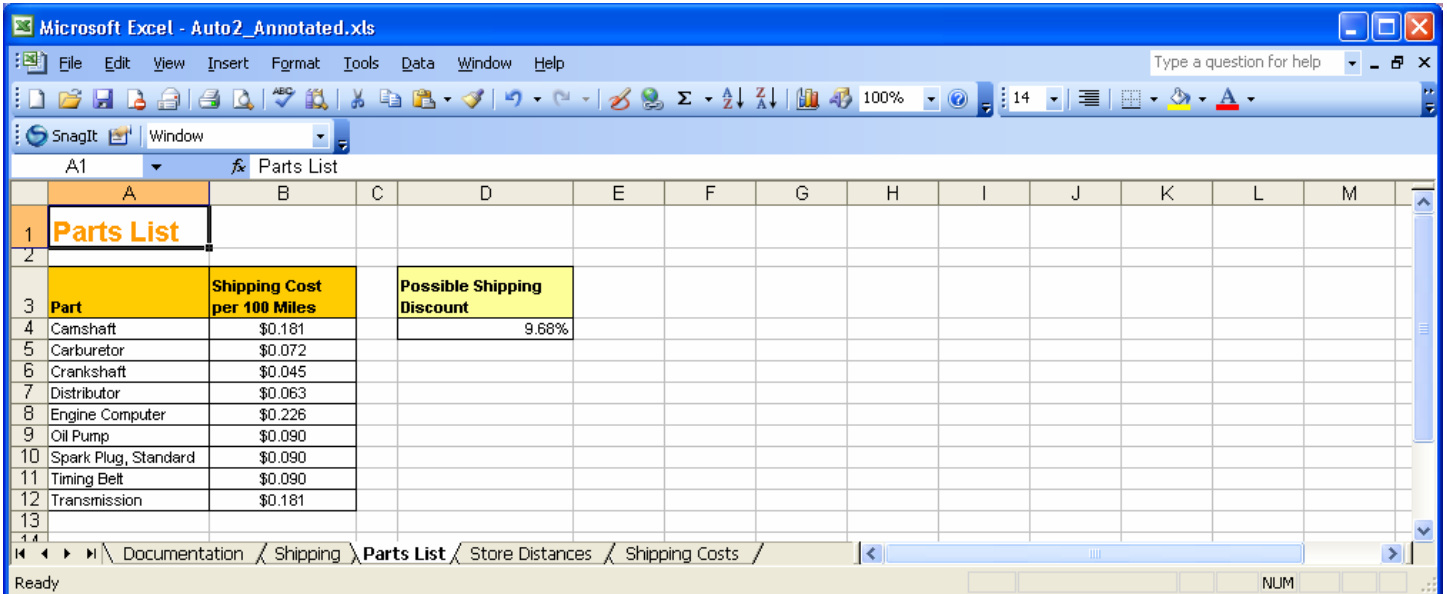 Microsoft Excel - Auto2_Annotated.xls
File Edit View Insert Format Tools Data Window Help Type a question for help
ABC Σ A Z Z A 100% 14 A
SnagIt Window
A1 fx Parts List
A B C D E F G H I J K L M
1 Parts List
2
Shipping Cost Possible Shipping
3 Part per 100 Miles Discount
4 Camshaft $0.181 9.68%
5 Carburetor $0.072
6 Crankshaft $0.045
7 Distributor $0.063
8 Engine Computer $0.226
9 Oil Pump $0.090
10 Spark Plug, Standard $0.090
11 Timing Belt $0.090
12 Transmission $0.181
13
14
Documentation Shipping Parts List Store Distances Shipping Costs
Ready NUM